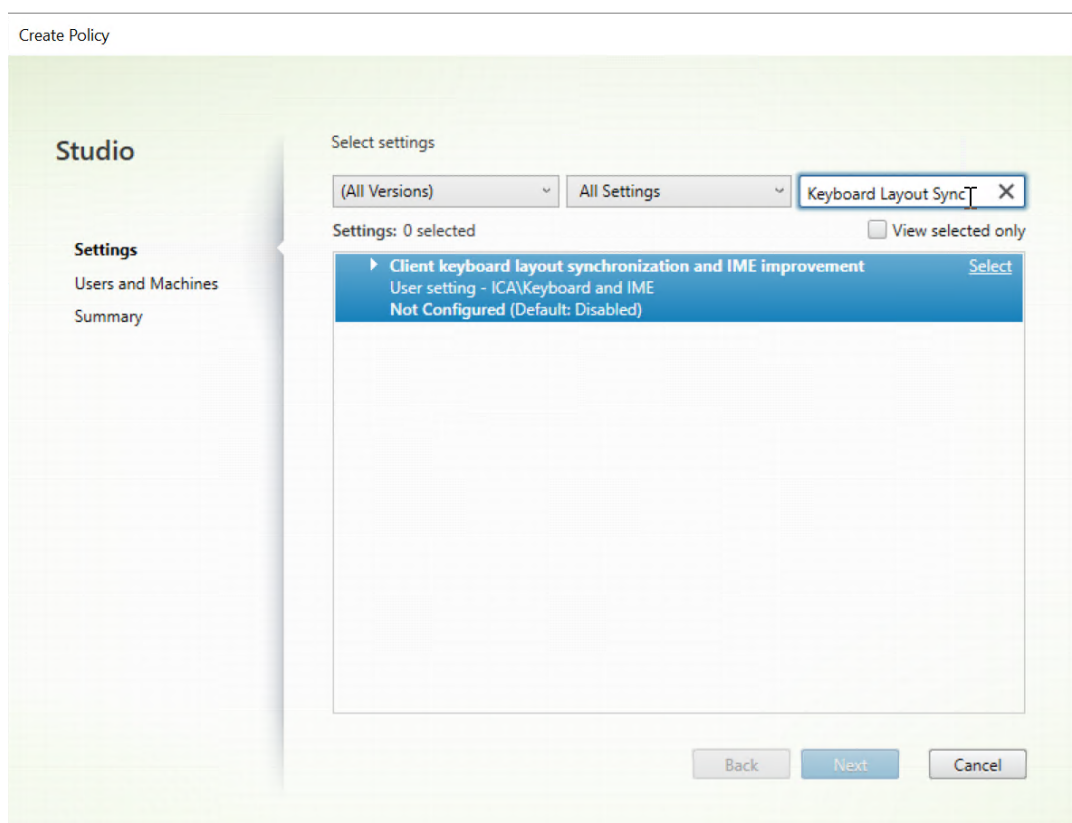 Create Policy
Studio
Settings
Users and Machines
Summary
Select settings
(All Versions) All Settings Keyboard Layout Sync
Settings: 0 selected View selected only
Client keyboard layout synchronization and IME improvement Select
User setting - ICA\Keyboard and IME
Not Configured (Default: Disabled)
Back Next Cancel